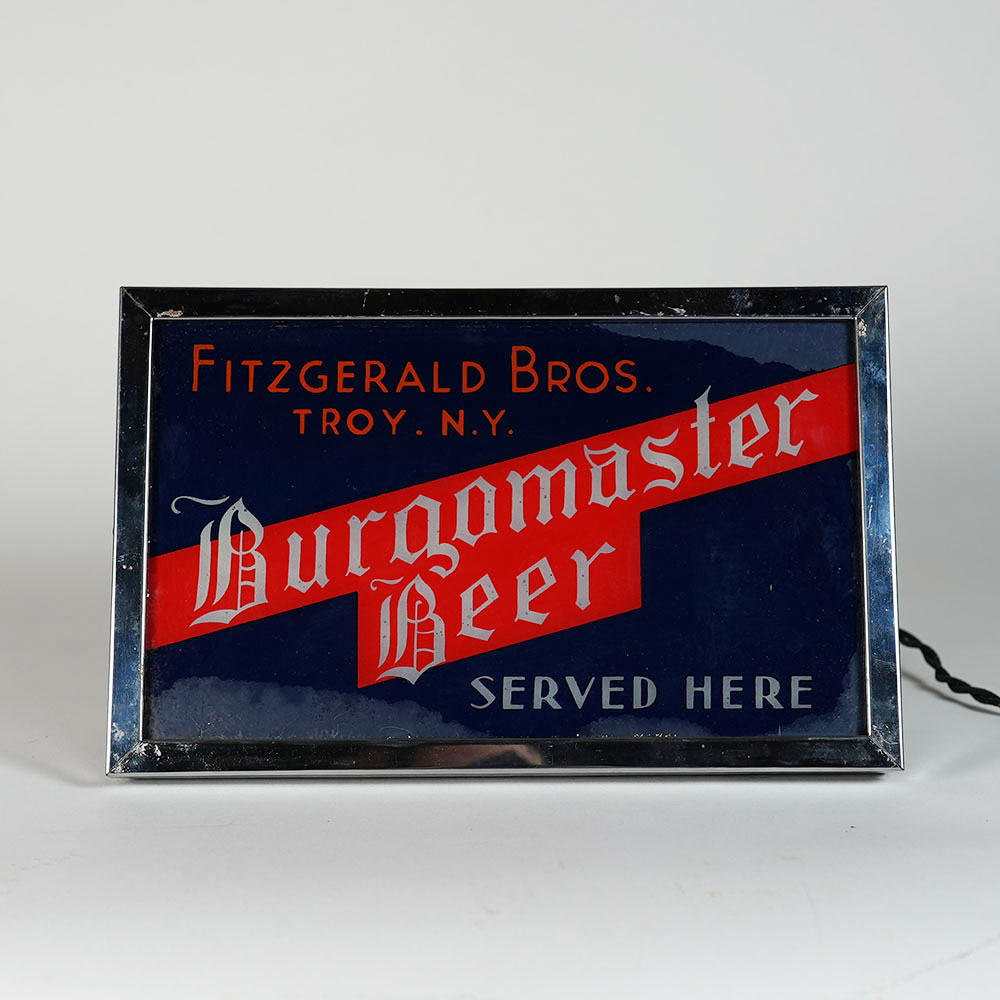 FITZGERALD BROS.
TROY. N.Y.
Burgomaster
Beer
SERVED HERE